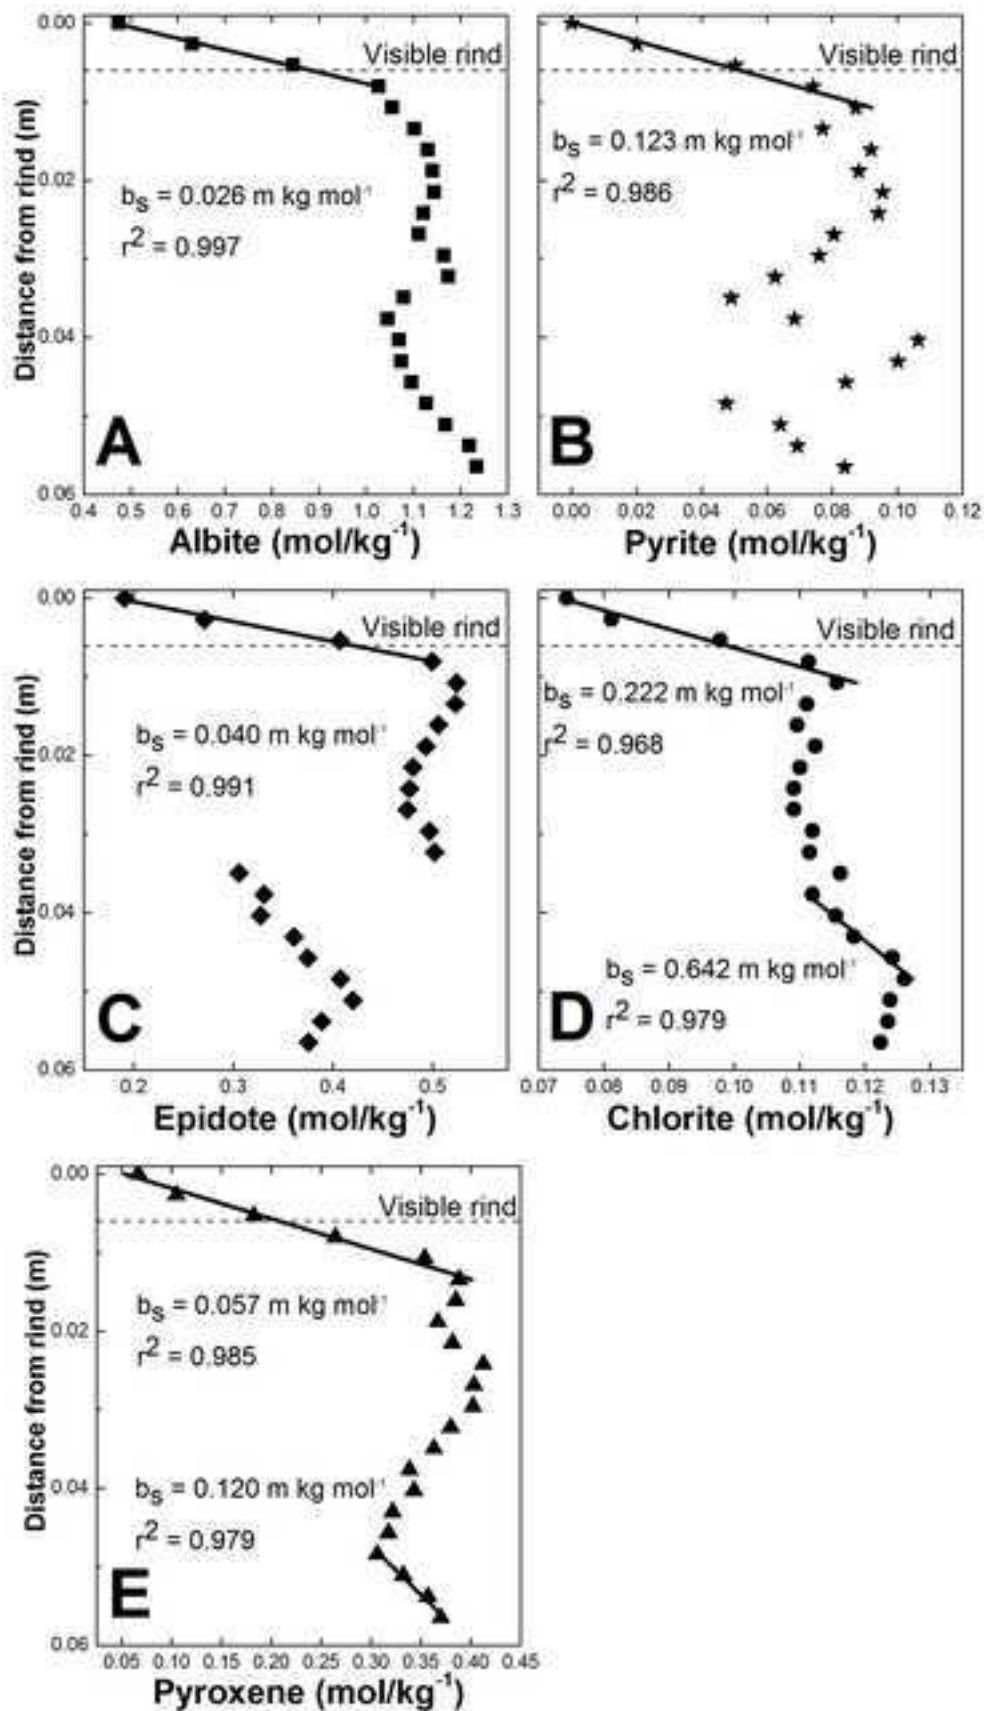 0.00
0.02
0.04
0.06
Distance from rind (m)
Visible rind
b_s = 0.026 m kg mol⁻¹
r² = 0.997
A
0.4 0.5 0.6 0.7 0.8 0.9 1.0 1.1 1.2 1.3
Albite (mol/kg⁻¹)
Visible rind
b_s = 0.123 m kg mol⁻¹
r² = 0.986
B
0.00 0.02 0.04 0.06 0.08 0.10 0.12
Pyrite (mol/kg⁻¹)
0.00
0.02
0.04
0.06
Distance from rind (m)
Visible rind
b_s = 0.040 m kg mol⁻¹
r² = 0.991
C
0.2 0.3 0.4 0.5
Epidote (mol/kg⁻¹)
Visible rind
b_s = 0.222 m kg mol⁻¹
r² = 0.968
b_s = 0.642 m kg mol⁻¹
r² = 0.979
D
0.07 0.08 0.09 0.10 0.11 0.12 0.13
Chlorite (mol/kg⁻¹)
0.00
0.02
0.04
0.06
Distance from rind (m)
Visible rind
b_s = 0.057 m kg mol⁻¹
r² = 0.985
b_s = 0.120 m kg mol⁻¹
r² = 0.979
E
0.05 0.10 0.15 0.20 0.25 0.30 0.35 0.40 0.45
Pyroxene (mol/kg⁻¹)